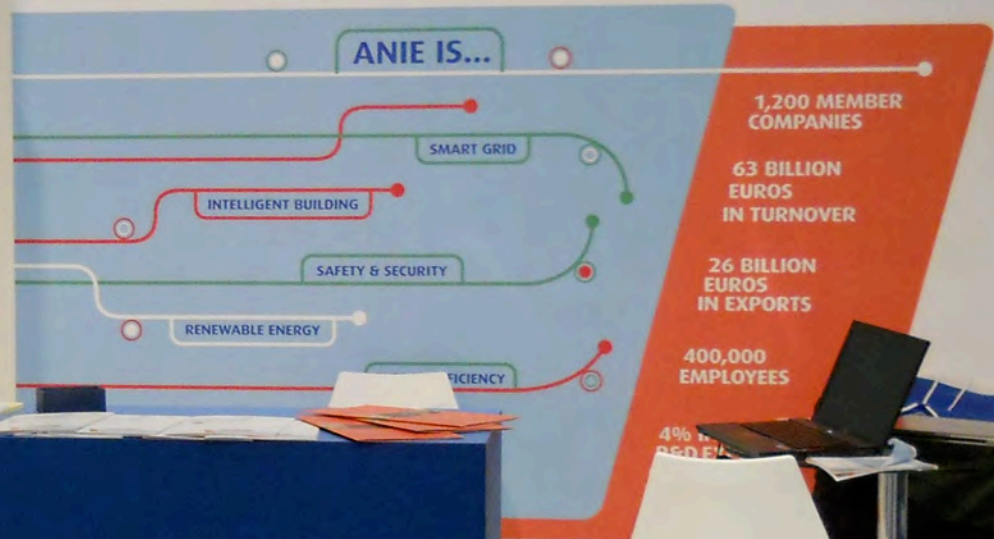 ANIE IS...
SMART GRID
INTELLIGENT BUILDING
SAFETY & SECURITY
RENEWABLE ENERGY
1,200 MEMBER
COMPANIES
63 BILLION
EUROS
IN TURNOVER
26 BILLION
EUROS
IN EXPORTS
400,000
EMPLOYEES
4%
R&D